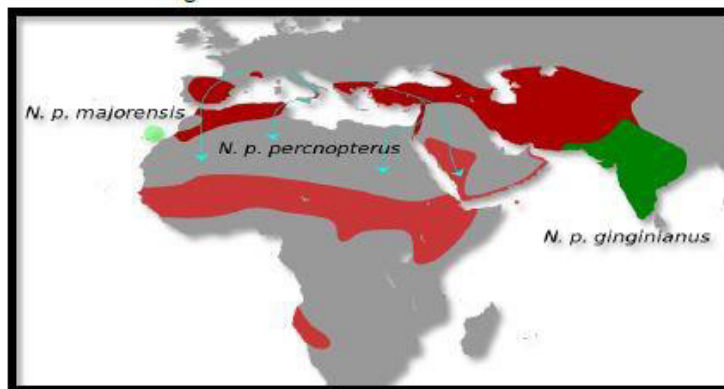 N. p. majorensis
N. p. percnopterus
N. p. ginginianus